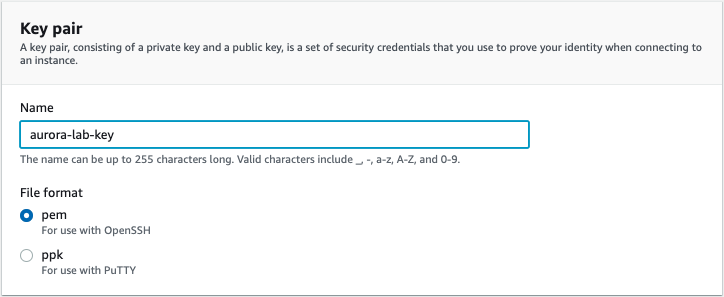 Key pair
A key pair, consisting of a private key and a public key, is a set of security credentials that you use to prove your identity when connecting to
an instance.
Name
aurora-lab-key
The name can be up to 255 characters long. Valid characters include _, -, a-z, A-Z, and 0-9.
File format
pem
For use with OpenSSH
ppk
For use with PuTTY